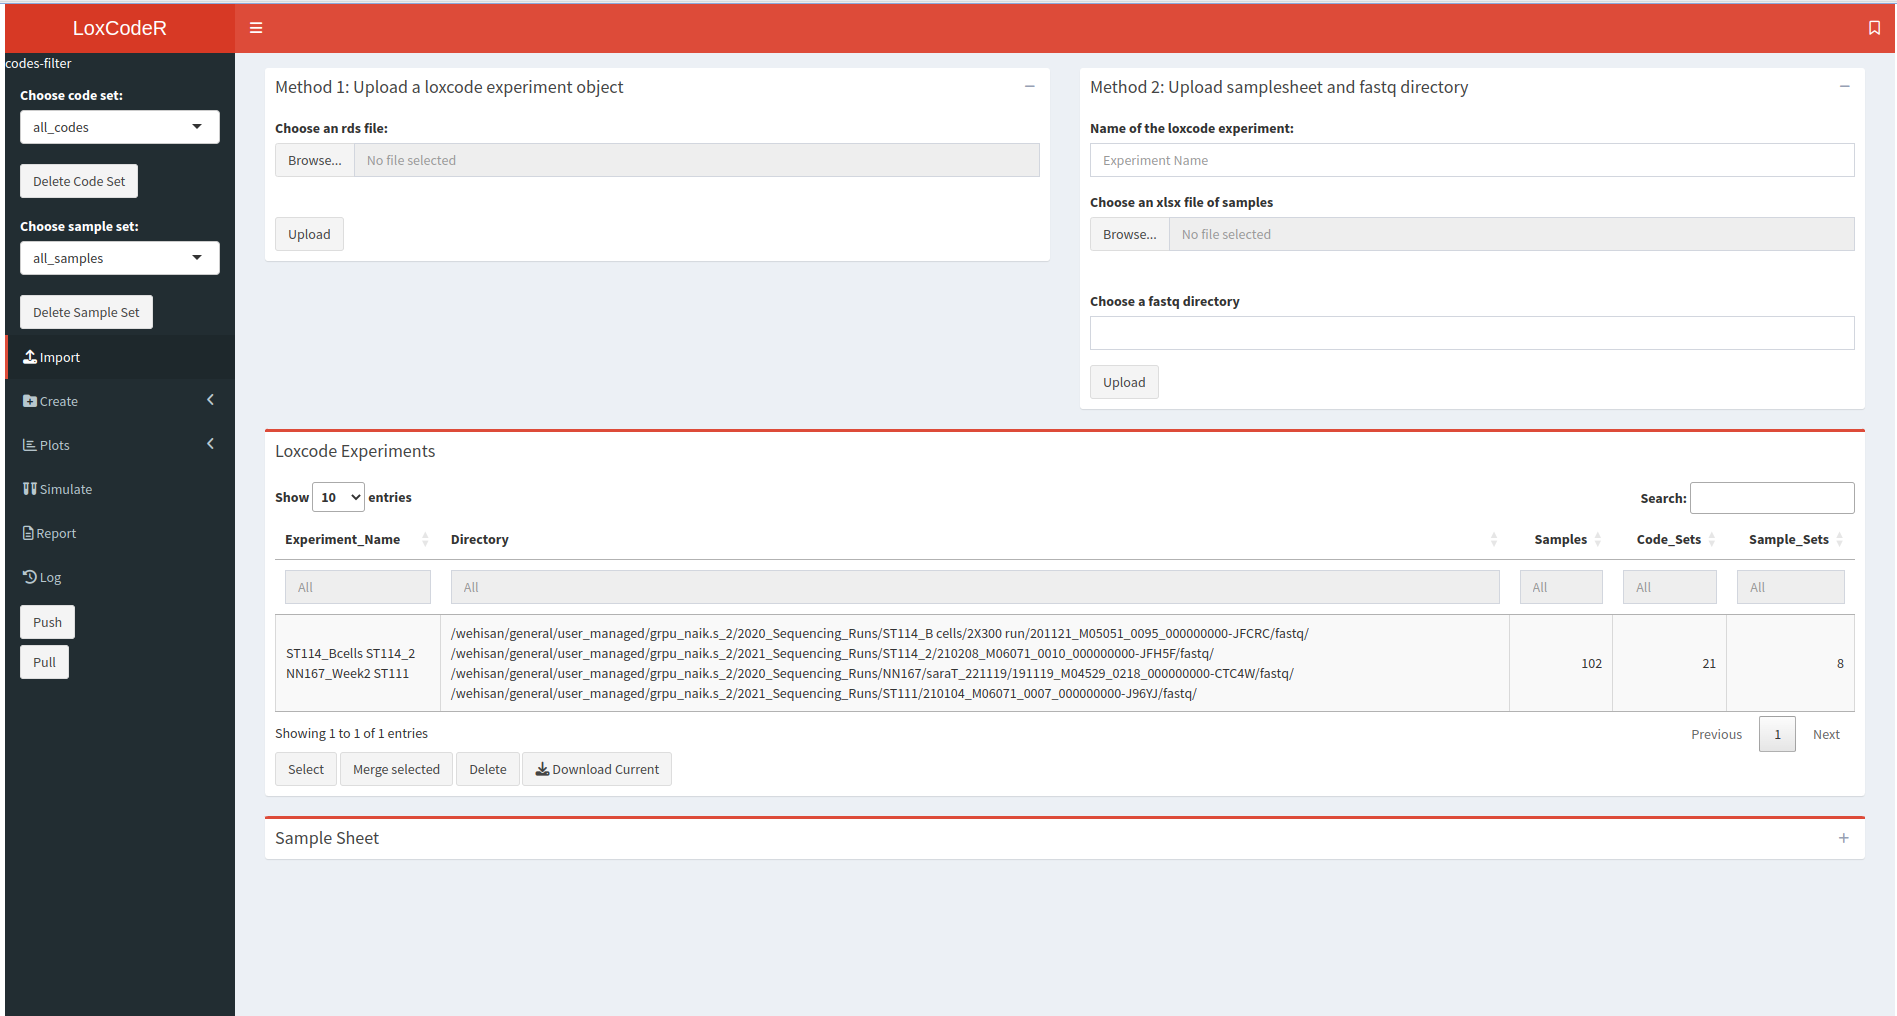 LoxCodeR
codes-filter
Choose code set:
all_codes
Delete Code Set
Choose sample set:
all_samples
Delete Sample Set
Import
Create
Plots
Simulate
Report
Log
Push
Pull
Method 1: Upload a loxcode experiment object
Choose an rds file:
Browse... No file selected
Upload
Method 2: Upload samplesheet and fastq directory
Name of the loxcode experiment:
Experiment Name
Choose an xlsx file of samples
Browse... No file selected
Choose a fastq directory
Upload
Loxcode Experiments
Show 10 entries
Search:
Experiment_Name Directory Samples Code_Sets Sample_Sets
All All All All All
ST114_Bcells ST114_2
NN167_Week2 ST111
/wehisan/general/user_managed/grpu_naik.s_2/2020_Sequencing_Runs/ST114_B cells/2X300 run/201121_M05051_0095_000000000-JFCRC/fastq/
/wehisan/general/user_managed/grpu_naik.s_2/2021_Sequencing_Runs/ST114_2/210208_M06071_0010_000000000-JFH5F/fastq/
/wehisan/general/user_managed/grpu_naik.s_2/2020_Sequencing_Runs/NN167/saraT_221119/191119_M04529_0218_000000000-CTC4W/fastq/
/wehisan/general/user_managed/grpu_naik.s_2/2021_Sequencing_Runs/ST111/210104_M06071_0007_000000000-J96YJ/fastq/
102 21 8
Showing 1 to 1 of 1 entries
Previous 1 Next
Select Merge selected Delete Download Current
Sample Sheet